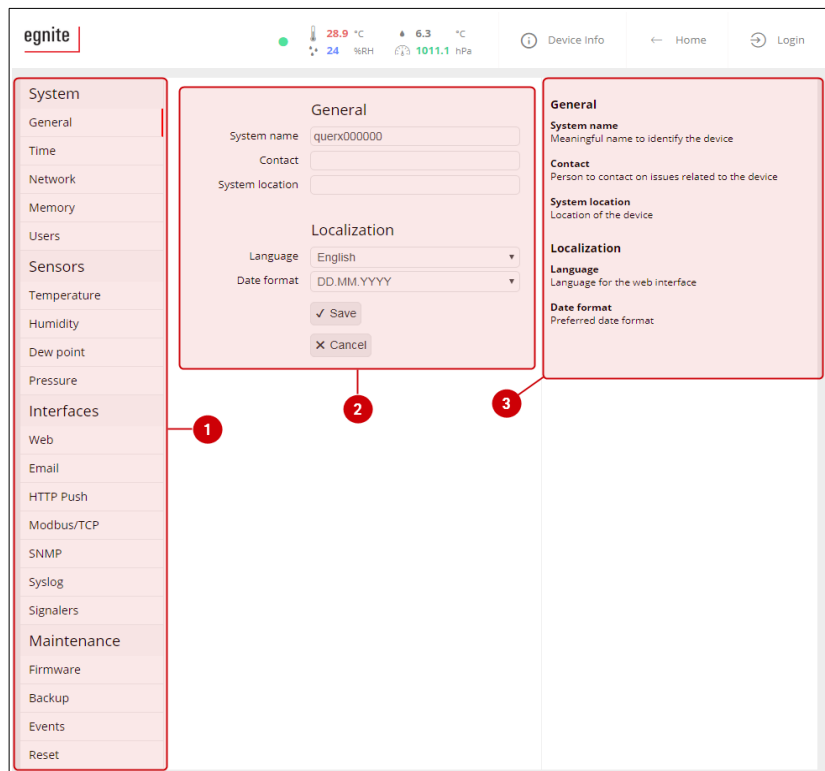 egnite
28.9 °C
6.3 °C
24 %RH
1011.1 hPa
Device Info
Home
Login
System
General
Time
Network
Memory
Users
Sensors
Temperature
Humidity
Dew point
Pressure
Interfaces
Web
Email
HTTP Push
Modbus/TCP
SNMP
Syslog
Signalers
Maintenance
Firmware
Backup
Events
Reset
1
General
System name querx000000
Contact
System location
Localization
Language English
Date format DD.MM.YYYY
Save
Cancel
2
General
System name
Meaningful name to identify the device
Contact
Person to contact on issues related to the device
System location
Location of the device
Localization
Language
Language for the web interface
Date format
Preferred date format
3